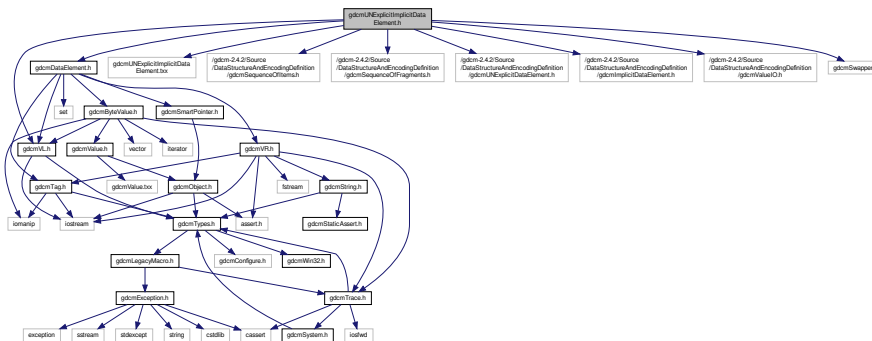 gdcmUNExplicitImplicitData
Element.h
gdcmDataElement.h
gdcmUNExplicitImplicitData
Element.txx
/gdcm-2.4.2/Source
/DataStructureAndEncodingDefinition
/gdcmSequenceOfItems.h
/gdcm-2.4.2/Source
/DataStructureAndEncodingDefinition
/gdcmSequenceOfFragments.h
/gdcm-2.4.2/Source
/DataStructureAndEncodingDefinition
/gdcmUNExplicitDataElement.h
/gdcm-2.4.2/Source
/DataStructureAndEncodingDefinition
/gdcmImplicitDataElement.h
/gdcm-2.4.2/Source
/DataStructureAndEncodingDefinition
/gdcmValueIO.h
gdcmSwapper
set
gdcmByteValue.h
gdcmSmartPointer.h
gdcmVL.h
gdcmValue.h
vector
iterator
gdcmVR.h
gdcmTag.h
gdcmValue.txx
gdcmObject.h
fstream
gdcmString.h
iomanip
iostream
gdcmTypes.h
assert.h
gdcmStaticAssert.h
gdcmLegacyMacro.h
gdcmConfigure.h
gdcmWin32.h
gdcmException.h
gdcmTrace.h
exception
sstream
stdexcept
string
cstdlib
cassert
gdcmSystem.h
iosfwd